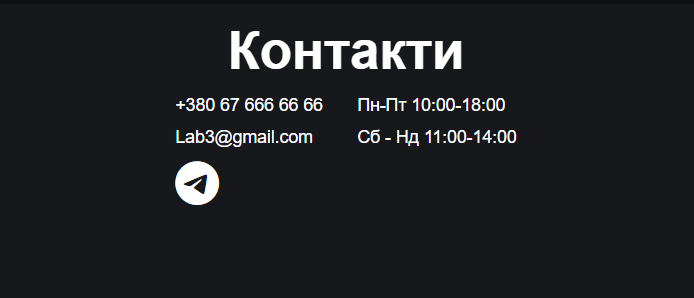 Контакти
+380 67 666 66 66
Пн-Пт 10:00-18:00
Lab3@gmail.com
Сб - Нд 11:00-14:00